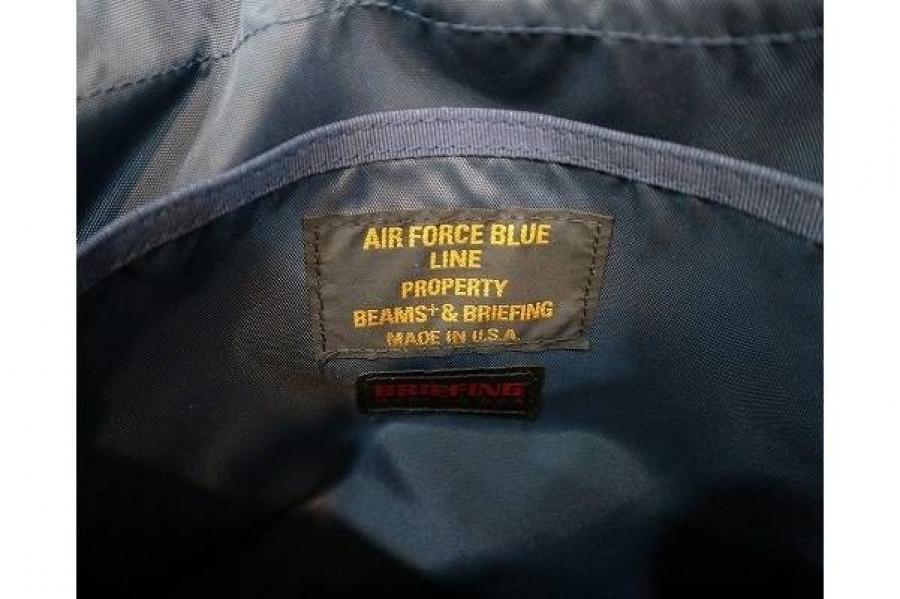 AIR FORCE BLUE
LINE
PROPERTY
BEAMS+ & BRIEFING
MADE IN U.S.A.
BRIEFING